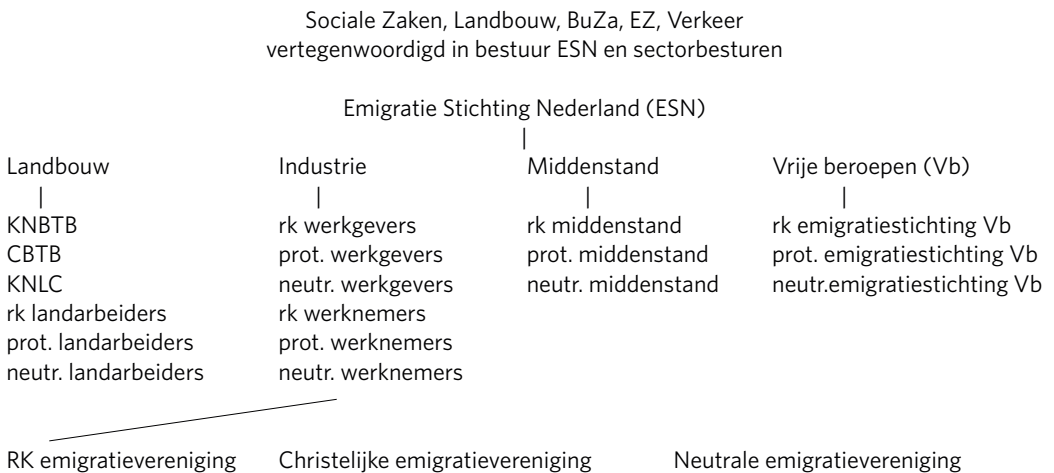 Sociale Zaken, Landbouw, BuZa, EZ, Verkeer
vertegenwoordigd in bestuur ESN en sectorbesturen
Emigratie Stichting Nederland (ESN)
Landbouw Industrie Middenstand Vrije beroepen (Vb)
KNBTB rk werkgevers rk middenstand rk emigratiestichting Vb
CBTB prot. werkgevers prot. middenstand prot. emigratiestichting Vb
KNLC neutr. werkgevers neutr. middenstand neutr.emigratiestichting Vb
rk landarbeiders rk werknemers
prot. landarbeiders prot. werknemers
neutr. landarbeiders neutr. werknemers
RK emigratievereniging Christelijke emigratievereniging Neutrale emigratievereniging